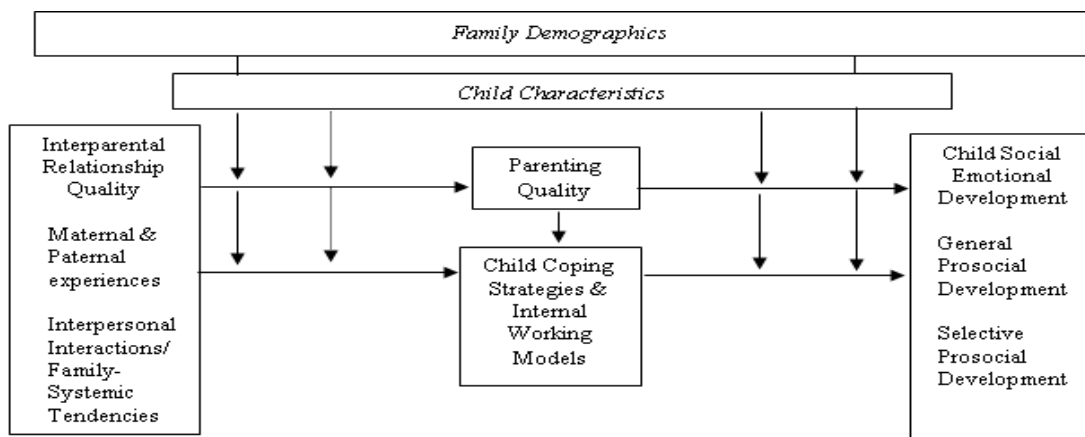 Family Demographics
Child Characteristics
Interparental
Relationship
Quality
Maternal &
Paternal
experiences
Interpersonal
Interactions/
Family-
Systemic
Tendencies
Parenting
Quality
Child Coping
Strategies &
Internal
Working
Models
Child Social
Emotional
Development
General
Prosocial
Development
Selective
Prosocial
Development